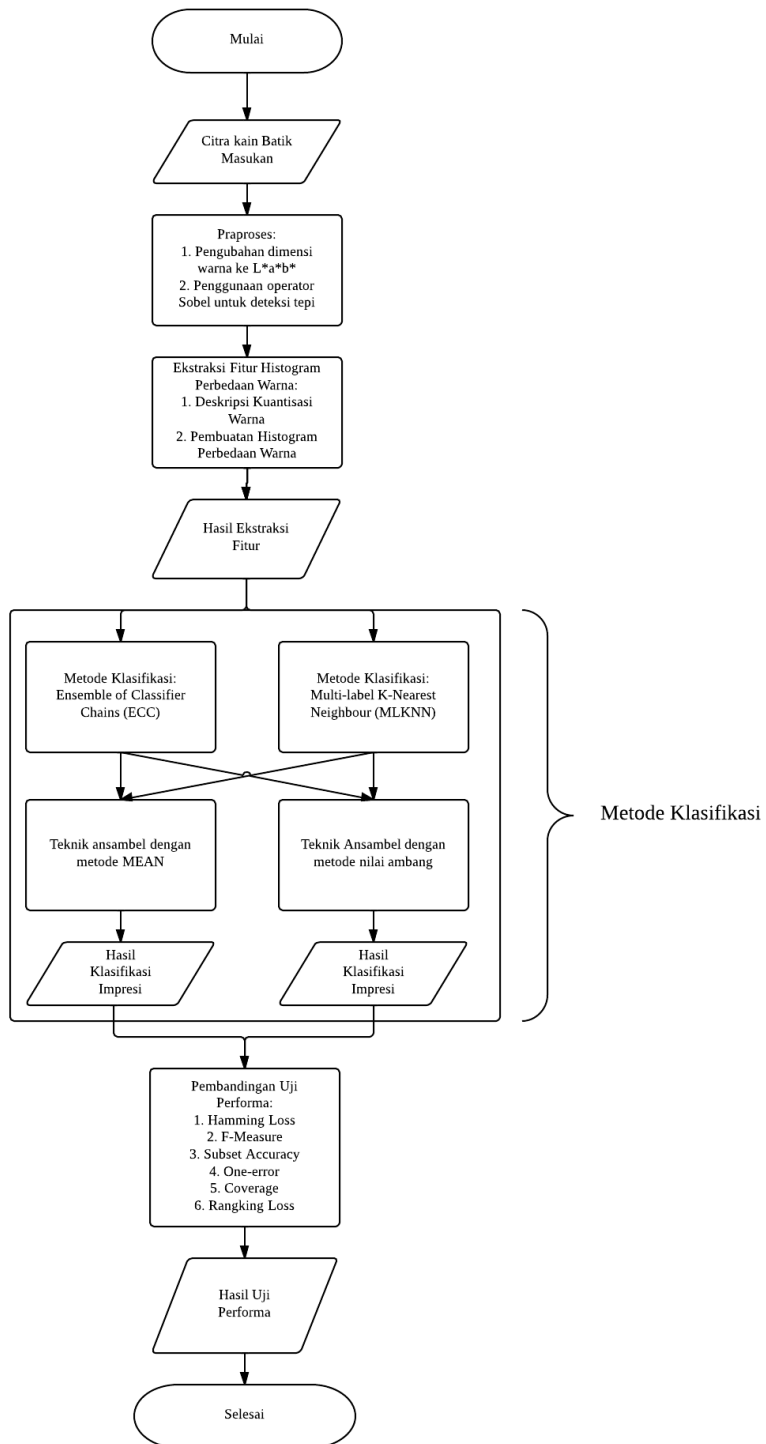 Mulai
Citra kain Batik
Masukan
Praproses:
1. Pengubahan dimensi
warna ke L*a*b*
2. Penggunaan operator
Sobel untuk deteksi tepi
Ekstraksi Fitur Histogram
Perbedaan Warna:
1. Deskripsi Kuantisasi
Warna
2. Pembuatan Histogram
Perbedaan Warna
Hasil Ekstraksi
Fitur
Metode Klasifikasi:
Ensemble of Classifier
Chains (ECC)
Metode Klasifikasi:
Multi-label K-Nearest
Neighbour (MLKNN)
Teknik ansambel dengan
metode MEAN
Teknik Ansambel dengan
metode nilai ambang
Metode Klasifikasi
Hasil
Klasifikasi
Impresi
Hasil
Klasifikasi
Impresi
Pembandingan Uji
Performa:
1. Hamming Loss
2. F-Measure
3. Subset Accuracy
4. One-error
5. Coverage
6. Rangking Loss
Hasil Uji
Performa
Selesai